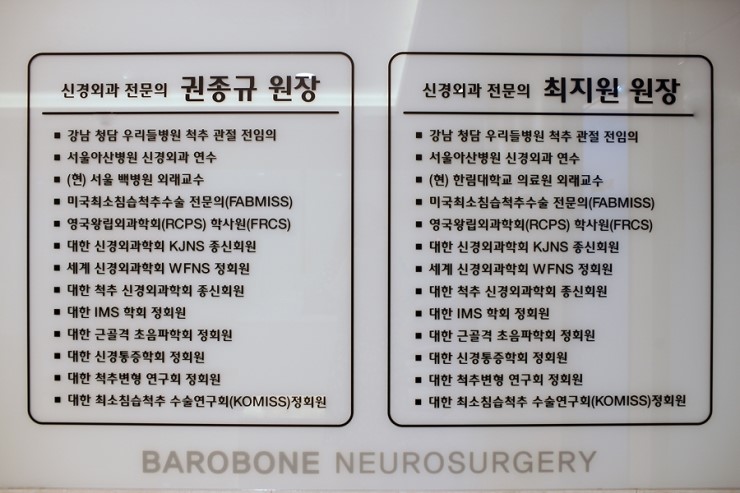 신경외과 전문의 권종규 원장
▪ 강남 청담 우리들병원 척추 관절 전임의
▪ 서울아산병원 신경외과 연수
▪ (현) 서울 백병원 외래교수
▪ 미국최소침습척추수술 전문의(FABMISS)
▪ 영국왕립외과학회(RCPS) 학사원(FRCS)
▪ 대한 신경외과학회 KJNS 종신회원
▪ 세계 신경외과학회 WFNS 정회원
▪ 대한 척추 신경외과학회 종신회원
▪ 대한 IMS 학회 정회원
▪ 대한 근골격 초음파학회 정회원
▪ 대한 신경통증학회 정회원
▪ 대한 척추변형 연구회 정회원
▪ 대한 최소침습척추 수술연구회(KOMISS)정회원
신경외과 전문의 최지원 원장
▪ 강남 청담 우리들병원 척추 관절 전임의
▪ 서울아산병원 신경외과 연수
▪ (현) 한림대학교 의료원 외래교수
▪ 미국최소침습척추수술 전문의(FABMISS)
▪ 영국왕립외과학회(RCPS) 학사원(FRCS)
▪ 대한 신경외과학회 KJNS 종신회원
▪ 세계 신경외과학회 WFNS 정회원
▪ 대한 척추 신경외과학회 종신회원
▪ 대한 IMS 학회 정회원
▪ 대한 근골격 초음파학회 정회원
▪ 대한 신경통증학회 정회원
▪ 대한 척추변형 연구회 정회원
▪ 대한 최소침습척추 수술연구회(KOMISS)정회원
BAROBONE NEUROSURGERY